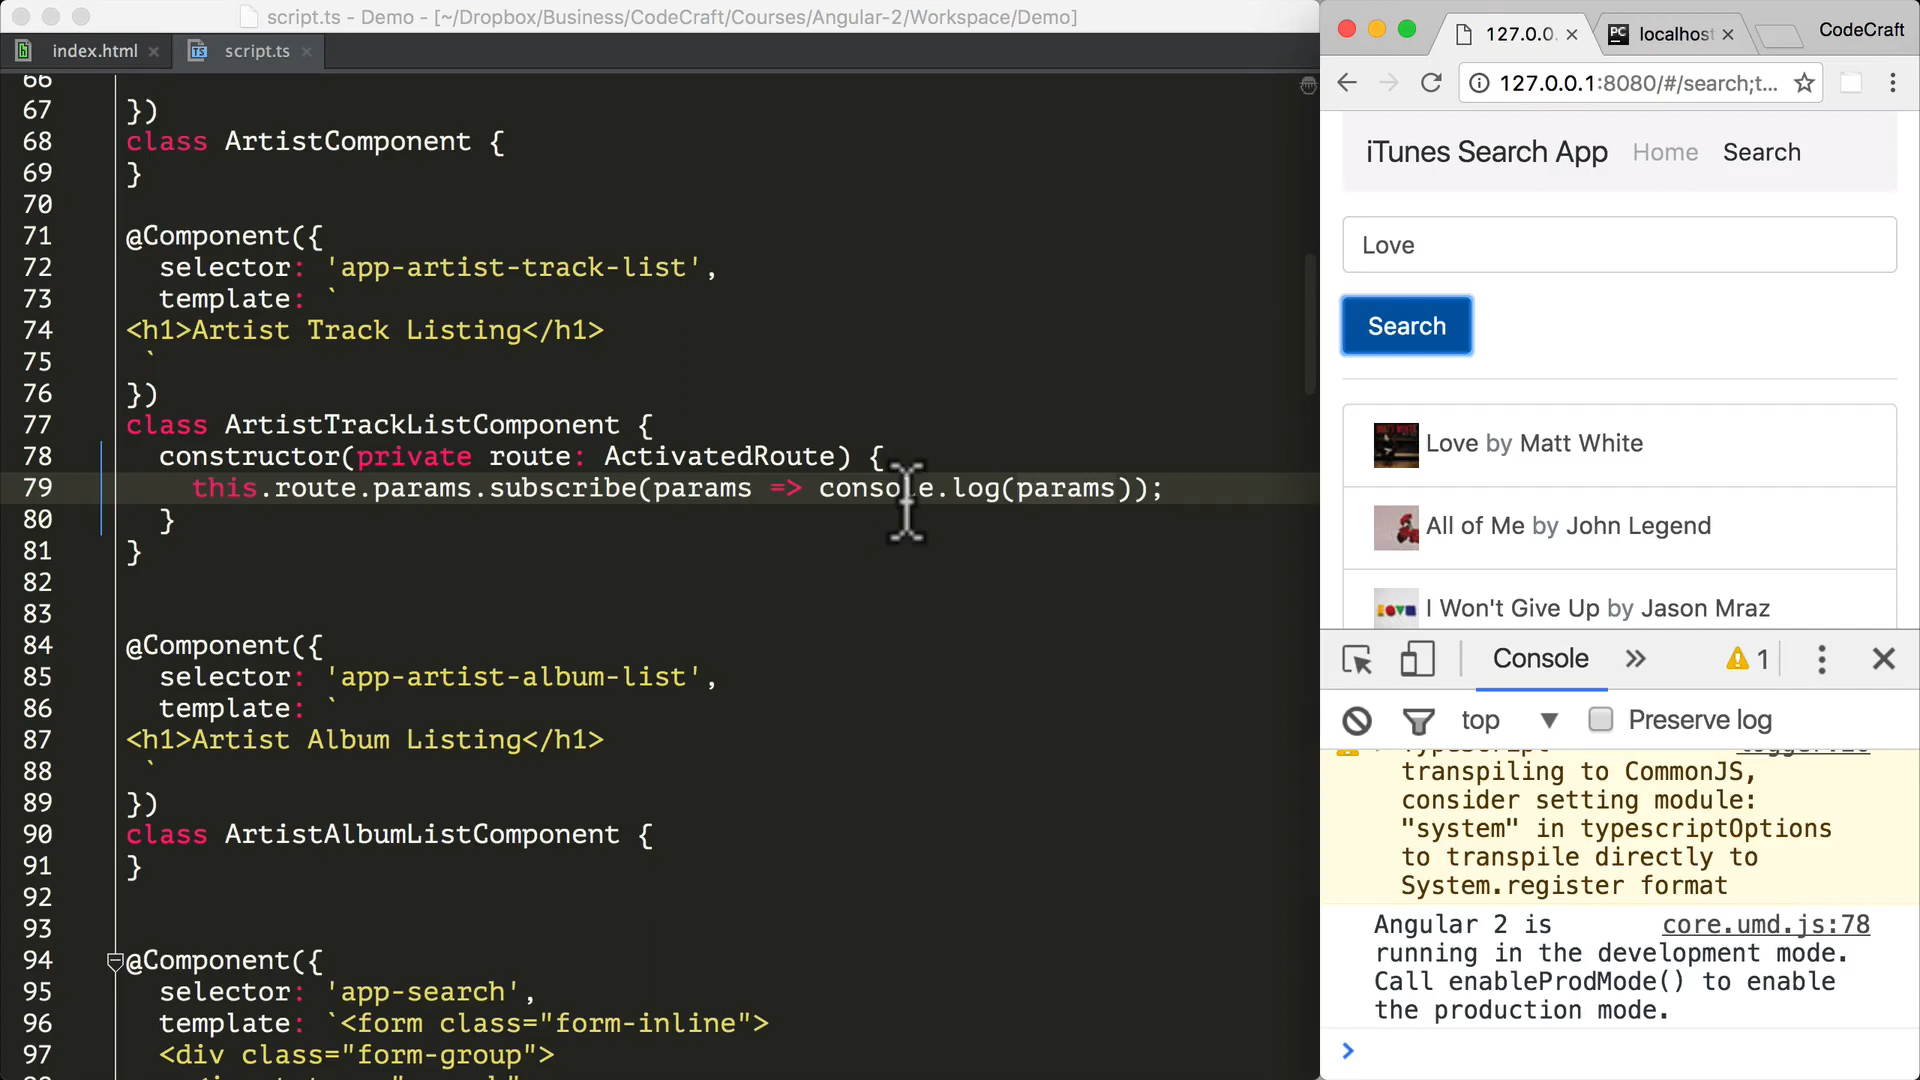 script.ts - Demo - [~/Dropbox/Business/CodeCraft/Courses/Angular-2/Workspace/Demo]
index.html
script.ts
66
67 })
68 class ArtistComponent {
69 }
70
71 @Component({
72 selector: 'app-artist-track-list',
73 template: `
74 <h1>Artist Track Listing</h1>
75 `
76 })
77 class ArtistTrackListComponent {
78 constructor(private route: ActivatedRoute) {
79 this.route.params.subscribe(params => console.log(params));
80 }
81 }
82
83
84 @Component({
85 selector: 'app-artist-album-list',
86 template: `
87 <h1>Artist Album Listing</h1>
88 `
89 })
90 class ArtistAlbumListComponent {
91 }
92
93
94 @Component({
95 selector: 'app-search',
96 template: `<form class="form-inline">
97 <div class="form-group">
127.0.0.
localhost
CodeCraft
127.0.0.1:8080/#/search;t...
iTunes Search App Home Search
Love
Search
Love by Matt White
All of Me by John Legend
I Won't Give Up by Jason Mraz
Console
1
top
Preserve log
transpiling to CommonJS,
consider setting module:
"system" in typescriptOptions
to transpile directly to
System.register format
Angular 2 is core.umd.js:78
running in the development mode.
Call enableProdMode() to enable
the production mode.